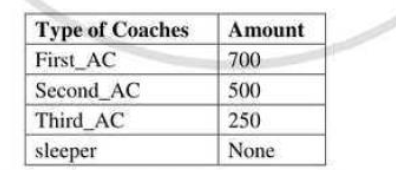 Type of Coaches Amount
First_AC 700
Second_AC 500
Third_AC 250
sleeper None